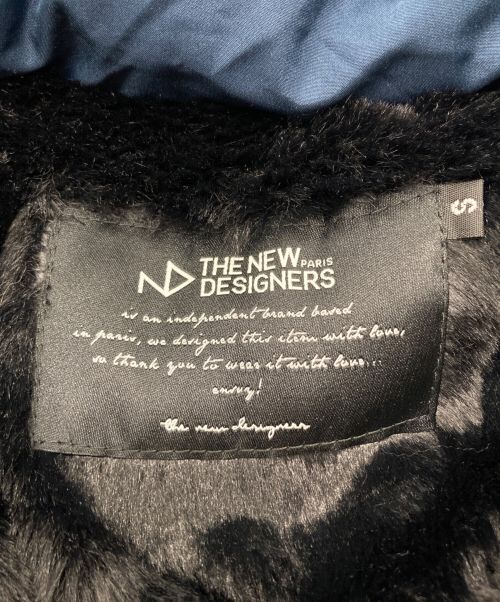 S
ND THE NEW PARIS
DESIGNERS
is an independent brand based
in paris, we designed this item with love,
so thank you to wear it with love...
enjoy!
the new designers